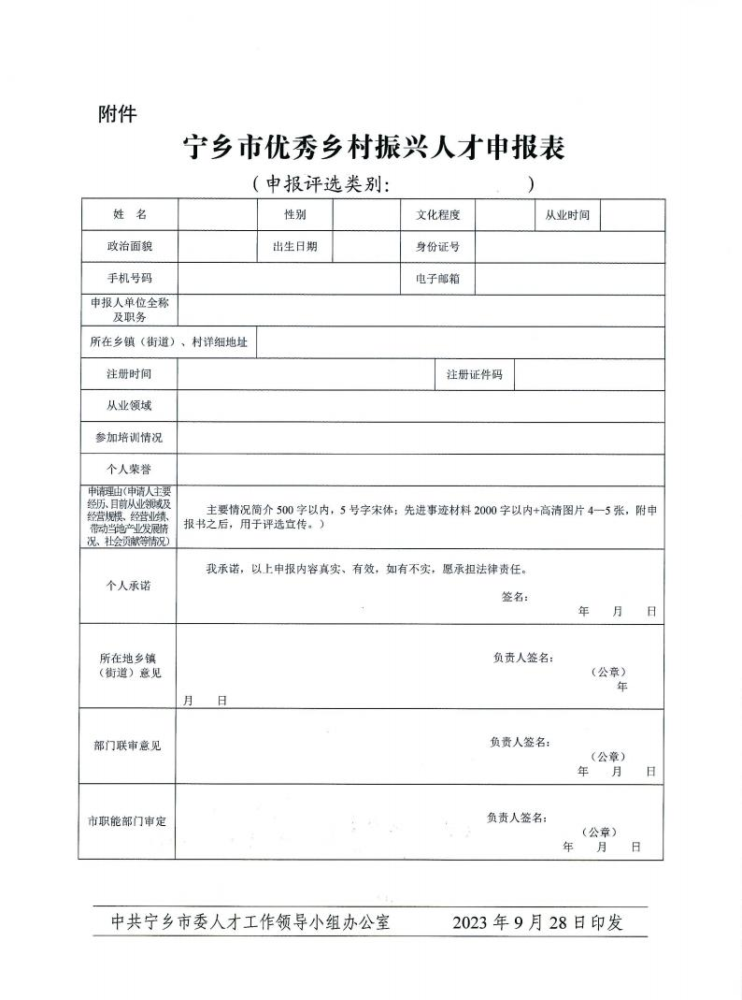 附件
宁乡市优秀乡村振兴人才申报表
（申报评选类别：　　　　　　）
姓 名　性别　文化程度　从业时间
政治面貌　出生日期　身份证号
手机号码　电子邮箱
申报人单位全称
及职务
所在乡镇（街道）、村详细地址
注册时间　注册证件码
从业领域
参加培训情况
个人荣誉
申请理由（申请人主要
经历、目前从业领域及
经营规模、经营业绩、
带动当地产业发展情
况、社会贡献等情况）
主要情况简介 500 字以内，5 号字宋体；先进事迹材料 2000 字以内+高清图片 4—5 张，附申
报书之后，用于评选宣传。）
个人承诺
我承诺，以上申报内容真实、有效，如有不实，愿承担法律责任。
签名：
年　月　日
所在地乡镇
（街道）意见
负责人签名：
（公章）
年
月　日
部门联审意见
负责人签名：
（公章）
年　月　日
市职能部门审定
负责人签名：
（公章）
年　月　日
中共宁乡市委人才工作领导小组办公室　2023 年 9 月 28 日印发